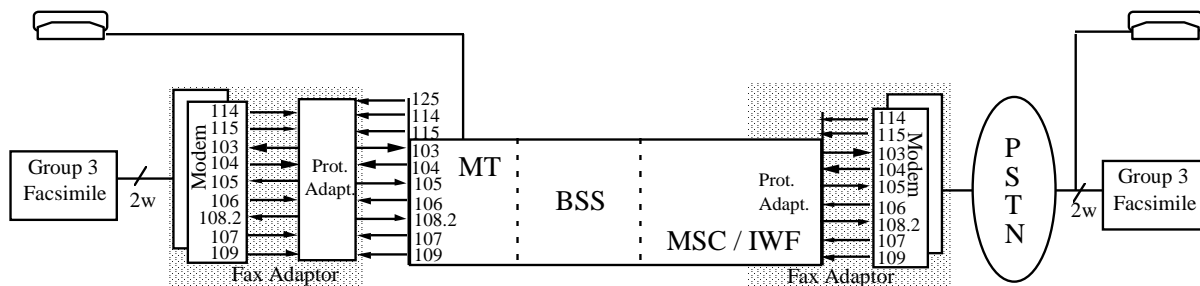 114
115
103
104
105
106
108.2
107
109
Modem
Group 3
Facsimile
2w
Prot.
Adapt.
Fax Adaptor
125
114
115
103
104
105
106
108.2
107
109
MT
BSS
MSC / IWF
Prot.
Adapt.
Fax Adaptor
114
115
103
104
105
106
108.2
107
109
Modem
P
S
T
N
2w
Group 3
Facsimile